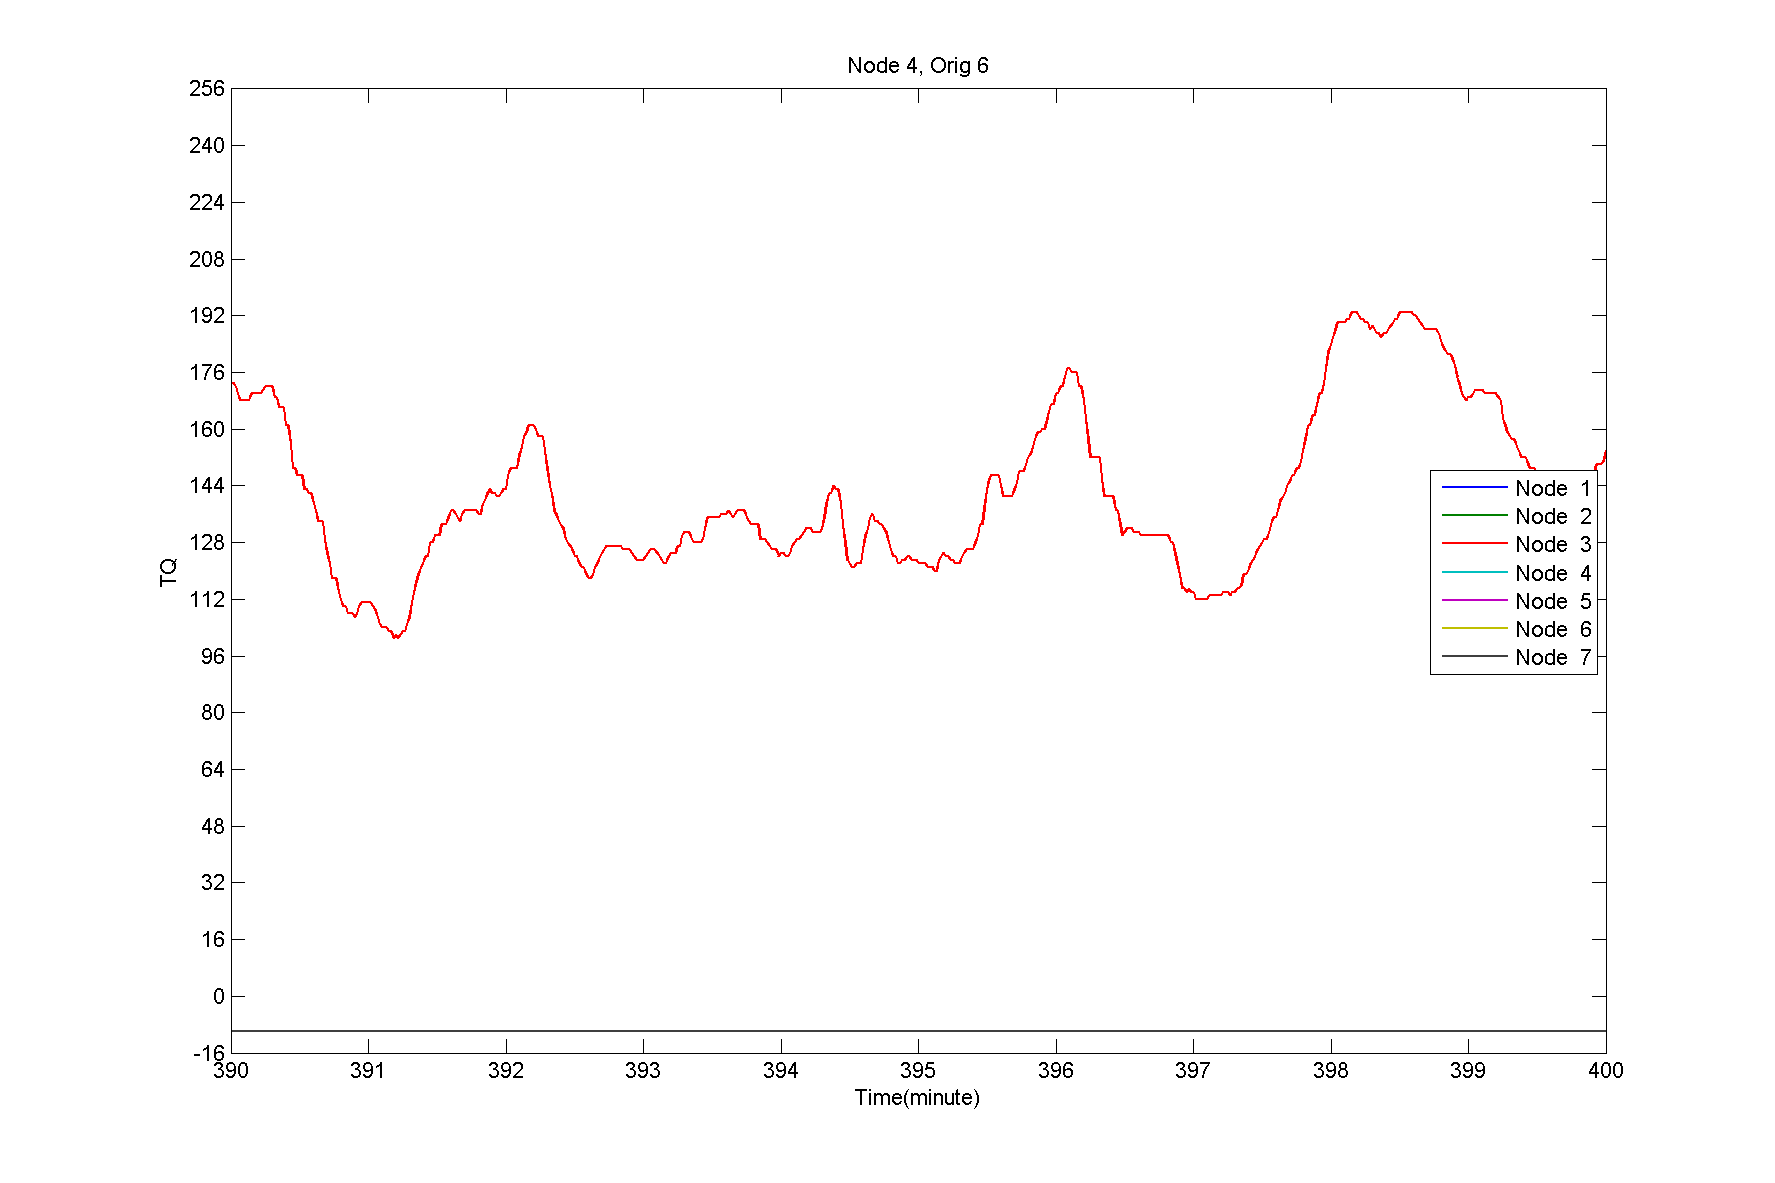 Node 4, Orig 6
256
240
224
208
192
176
160
144
128
112
96
80
64
48
32
16
0
-16
TQ
Node 1
Node 2
Node 3
Node 4
Node 5
Node 6
Node 7
390 391 392 393 394 395 396 397 398 399 400
Time(minute)